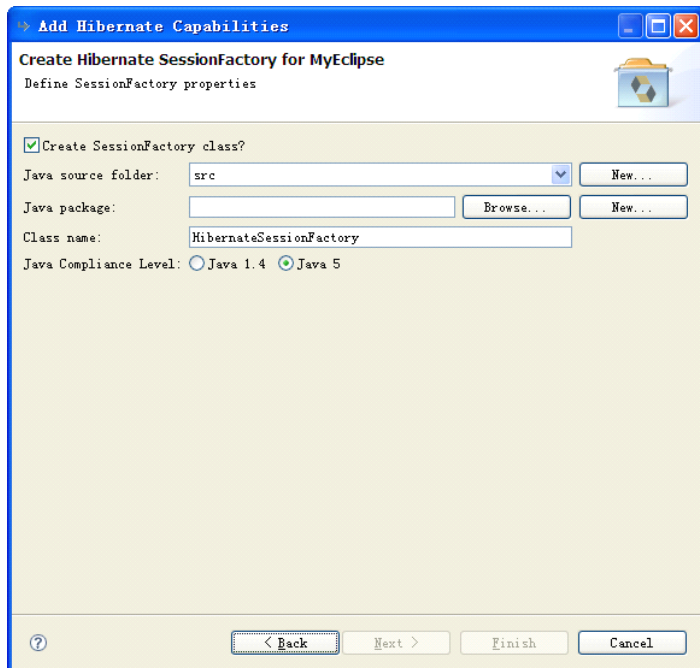 Add Hibernate Capabilities
Create Hibernate SessionFactory for MyEclipse
Define SessionFactory properties
Create SessionFactory class?
Java source folder: src New...
Java package: Browse... New...
Class name: HibernateSessionFactory
Java Compliance Level: Java 1.4 Java 5
? < Back Next > Finish Cancel